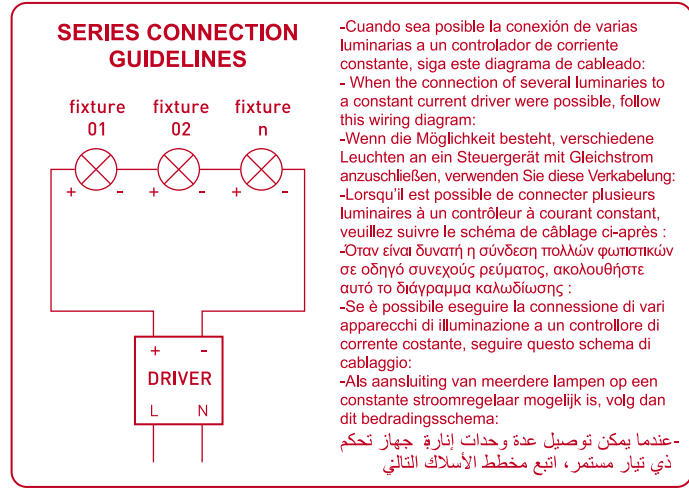 SERIES CONNECTION
GUIDELINES
fixture fixture fixture
01 02 n
+ - + - + -
+ -
DRIVER
L N
-Cuando sea posible la conexión de varias
luminarias a un controlador de corriente
constante, siga este diagrama de cableado:
- When the connection of several luminaries to
a constant current driver were possible, follow
this wiring diagram:
-Wenn die Möglichkeit besteht, verschiedene
Leuchten an ein Steuergerät mit Gleichstrom
anzuschließen, verwenden Sie diese Verkabelung:
-Lorsqu'il est possible de connecter plusieurs
luminaires à un contrôleur à courant constant,
veuillez suivre le schéma de câblage ci-après :
-Όταν είναι δυνατή η σύνδεση πολλών φωτιστικών
σε οδηγό συνεχούς ρεύματος, ακολουθήστε
αυτό το διάγραμμα καλωδίωσης :
-Se è possibile eseguire la connessione di vari
apparecchi di illuminazione a un controllore di
corrente costante, seguire questo schema di
cablaggio:
-Als aansluiting van meerdere lampen op een
constante stroomregelaar mogelijk is, volg dan
dit bedradingsschema:
-عندما يمكن توصيل عدة وحدات إنارة جهاز تحكم
ذي تيار مستمر، اتبع مخطط الأسلاك التالي